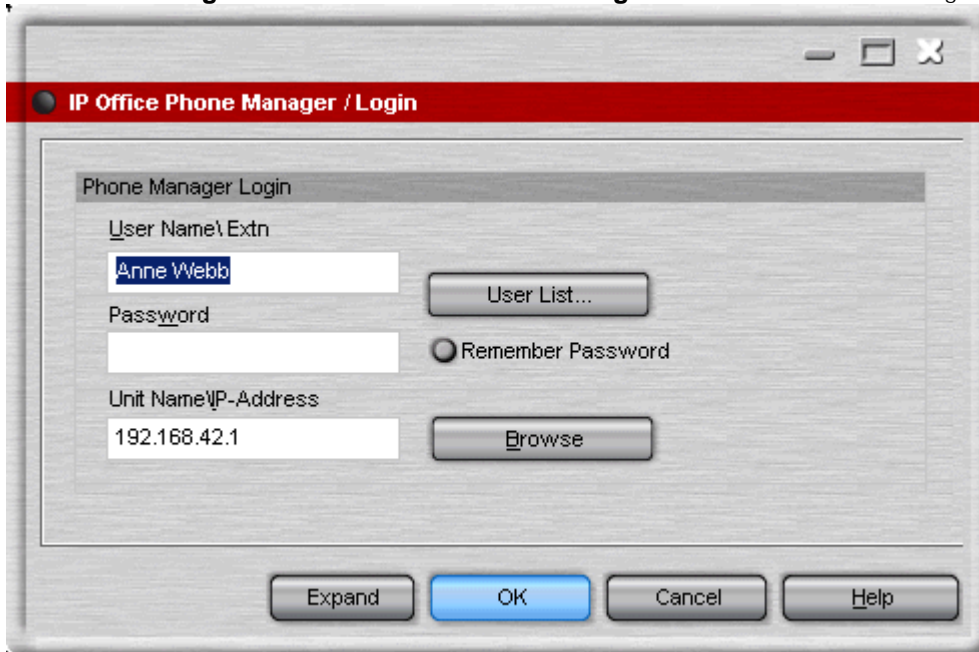 IP Office Phone Manager / Login
Phone Manager Login
User Name\Extn
Anne Webb
User List...
Password
Remember Password
Unit Name\IP-Address
192.168.42.1
Browse
Expand
OK
Cancel
Help